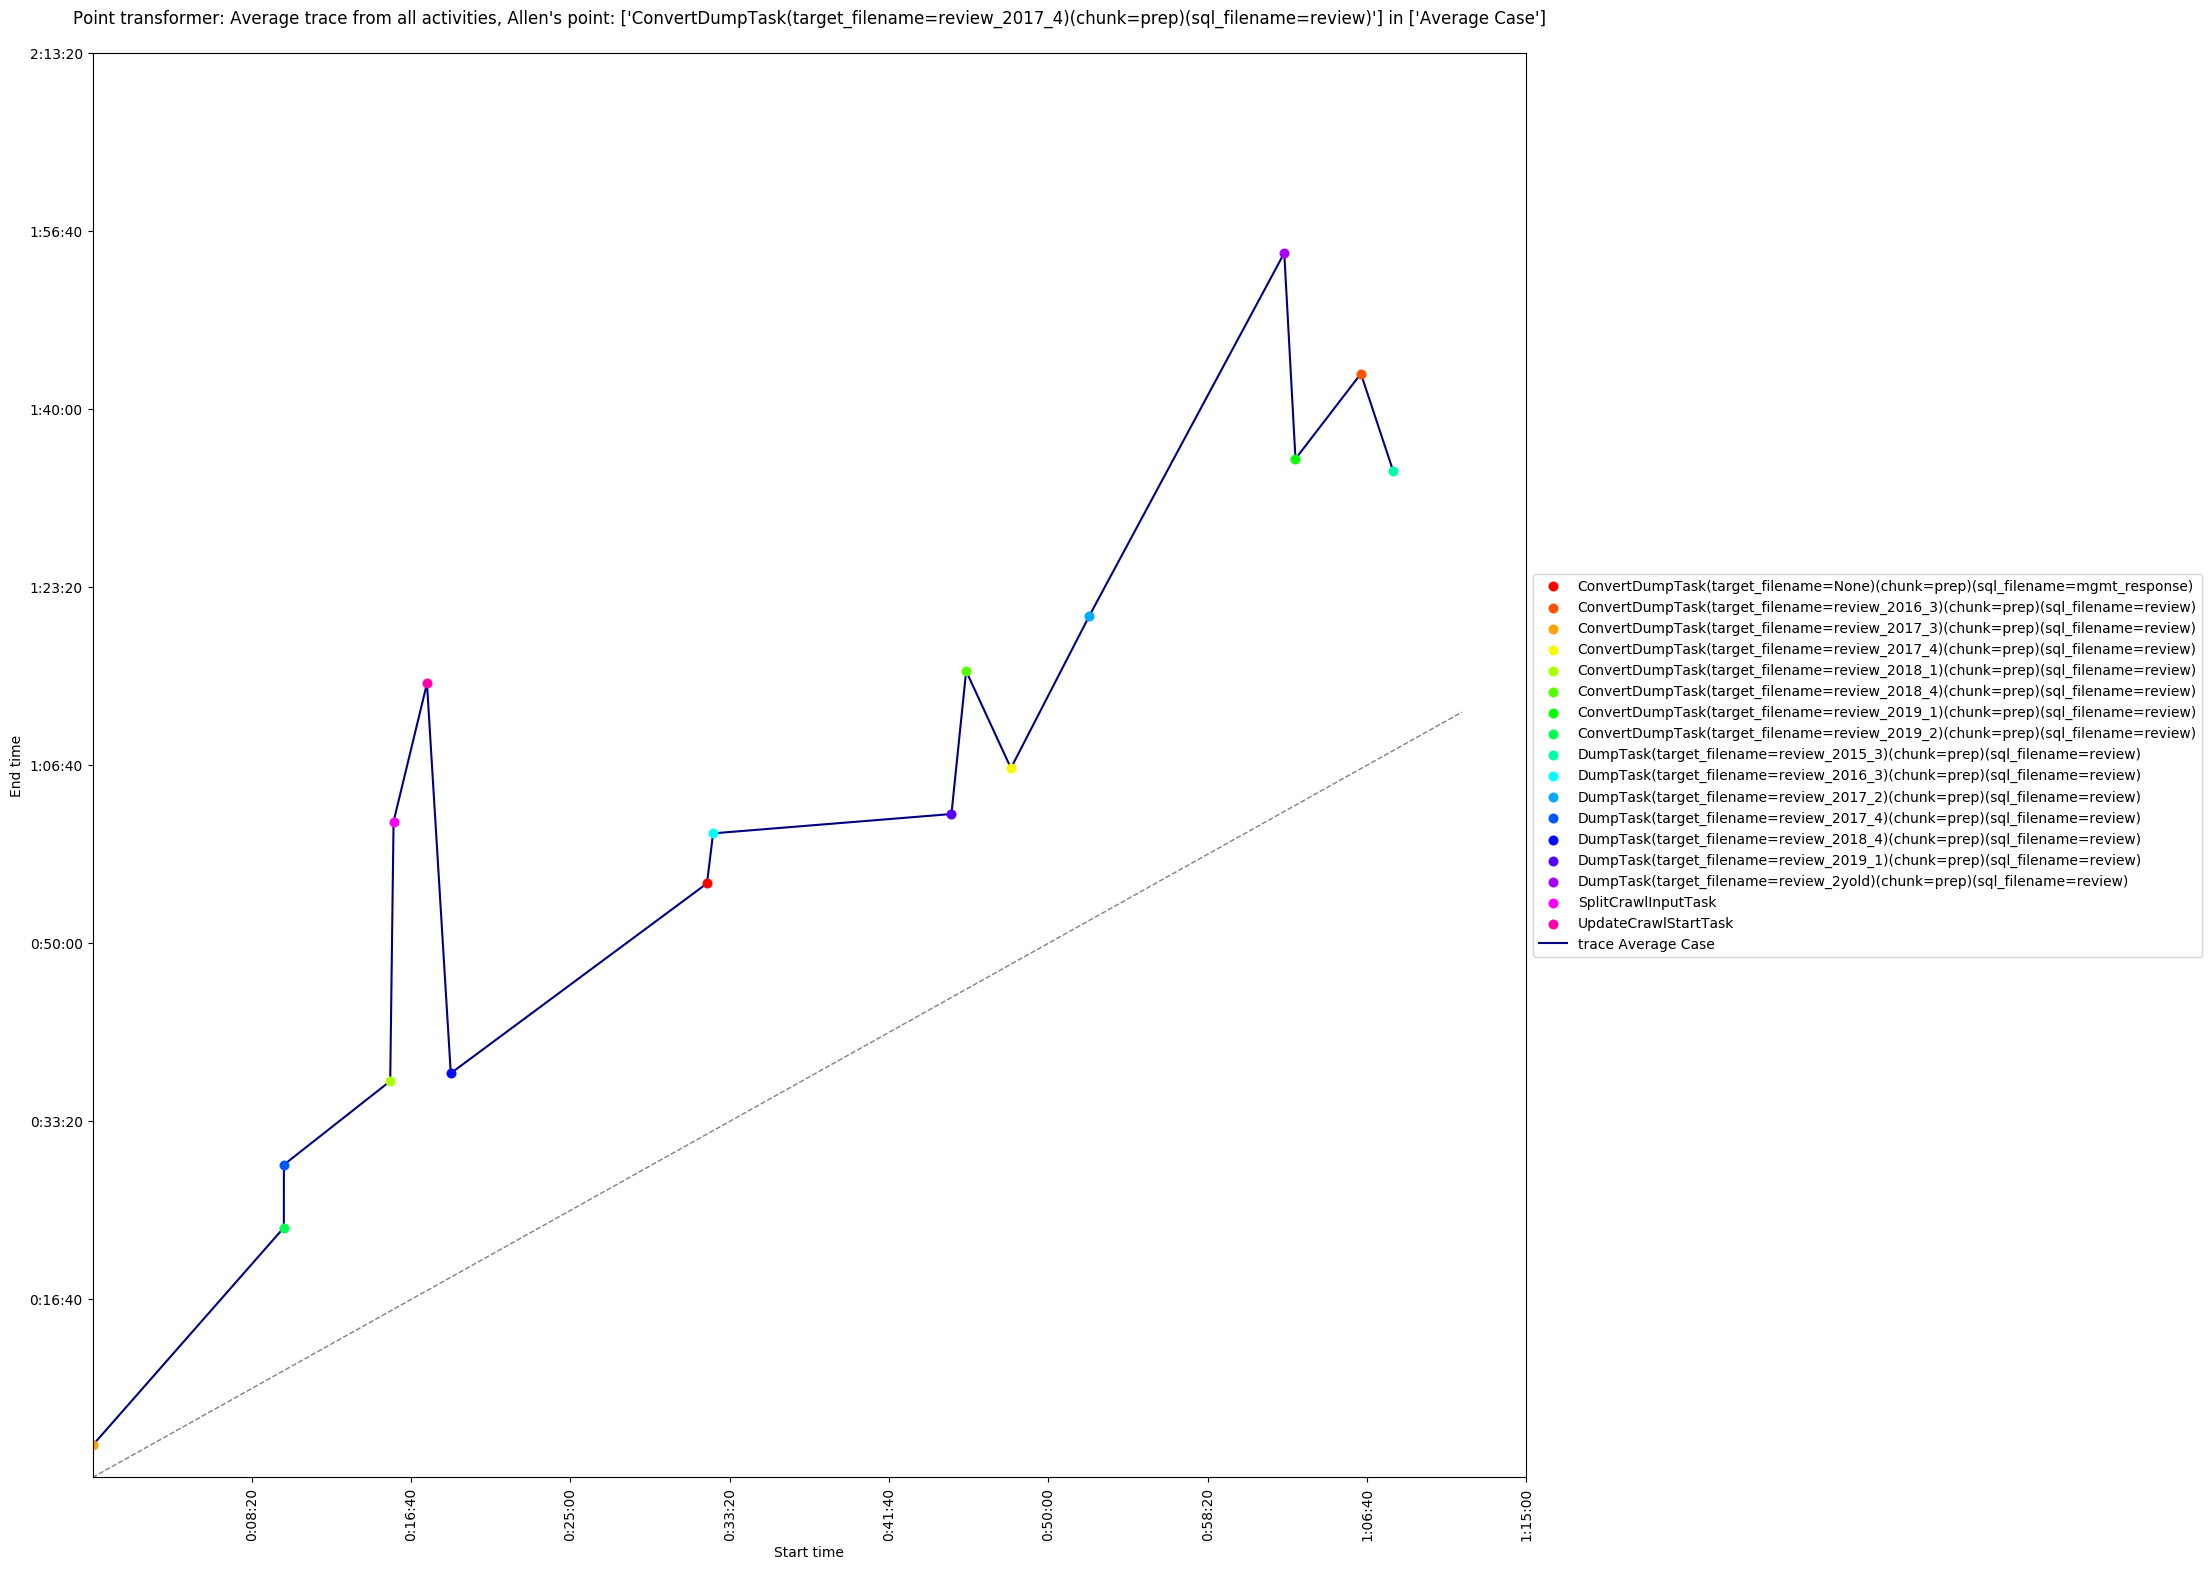 Point transformer: Average trace from all activities, Allen's point: ['ConvertDumpTask(target_filename=review_2017_4)(chunk=prep)(sql_filename=review)'] in ['Average Case']
2:13:20
1:56:40
1:40:00
1:23:20
1:06:40
0:50:00
0:33:20
0:16:40
End time
0:08:20
0:16:40
0:25:00
0:33:20
0:41:40
0:50:00
0:58:20
1:06:40
1:15:00
Start time
ConvertDumpTask(target_filename=None)(chunk=prep)(sql_filename=mgmt_response)
ConvertDumpTask(target_filename=review_2016_3)(chunk=prep)(sql_filename=review)
ConvertDumpTask(target_filename=review_2017_3)(chunk=prep)(sql_filename=review)
ConvertDumpTask(target_filename=review_2017_4)(chunk=prep)(sql_filename=review)
ConvertDumpTask(target_filename=review_2018_1)(chunk=prep)(sql_filename=review)
ConvertDumpTask(target_filename=review_2018_4)(chunk=prep)(sql_filename=review)
ConvertDumpTask(target_filename=review_2019_1)(chunk=prep)(sql_filename=review)
ConvertDumpTask(target_filename=review_2019_2)(chunk=prep)(sql_filename=review)
DumpTask(target_filename=review_2015_3)(chunk=prep)(sql_filename=review)
DumpTask(target_filename=review_2016_3)(chunk=prep)(sql_filename=review)
DumpTask(target_filename=review_2017_2)(chunk=prep)(sql_filename=review)
DumpTask(target_filename=review_2017_4)(chunk=prep)(sql_filename=review)
DumpTask(target_filename=review_2018_4)(chunk=prep)(sql_filename=review)
DumpTask(target_filename=review_2019_1)(chunk=prep)(sql_filename=review)
DumpTask(target_filename=review_2yold)(chunk=prep)(sql_filename=review)
SplitCrawlInputTask
UpdateCrawlStartTask
trace Average Case